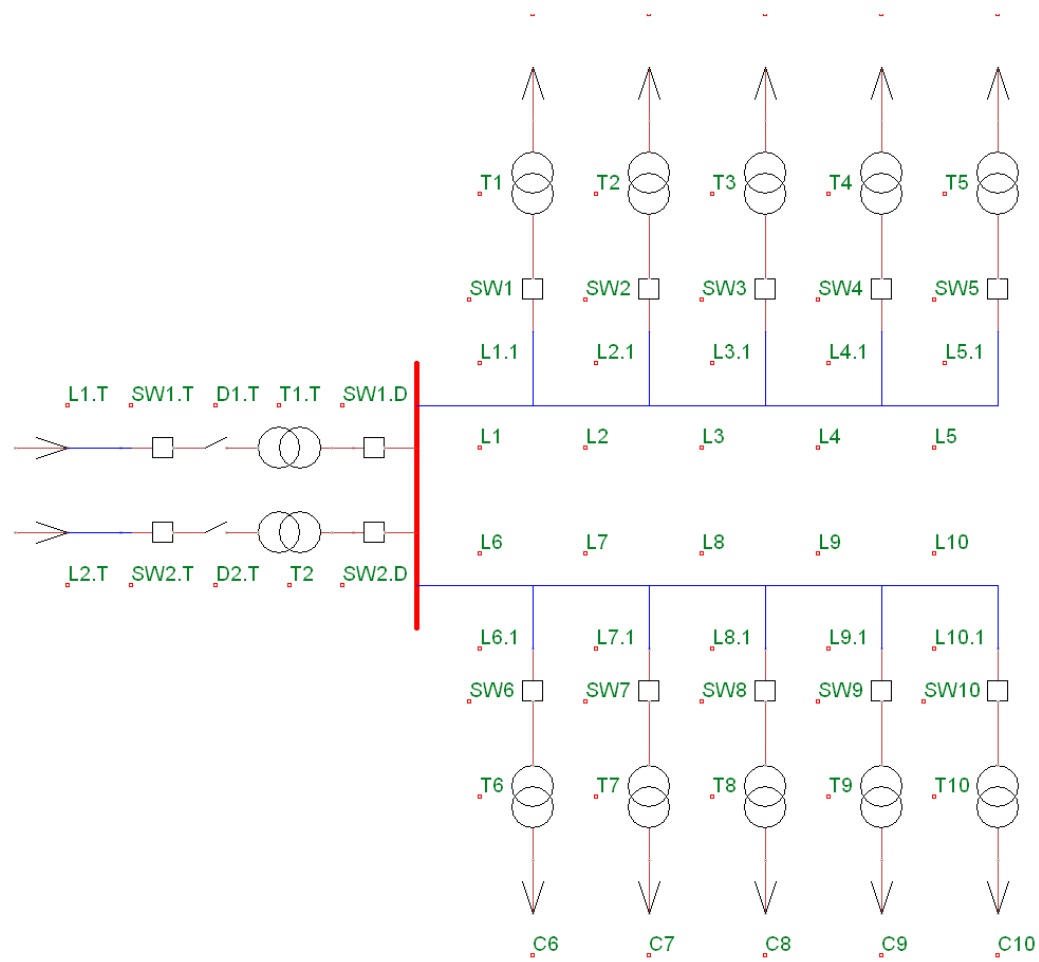 T1 T2 T3 T4 T5
SW1 SW2 SW3 SW4 SW5
L1.1 L2.1 L3.1 L4.1 L5.1
L1.T SW1.T D1.T T1.T SW1.D
L1 L2 L3 L4 L5
L6 L7 L8 L9 L10
L2.T SW2.T D2.T T2 SW2.D
L6.1 L7.1 L8.1 L9.1 L10.1
SW6 SW7 SW8 SW9 SW10
T6 T7 T8 T9 T10
C6 C7 C8 C9 C10